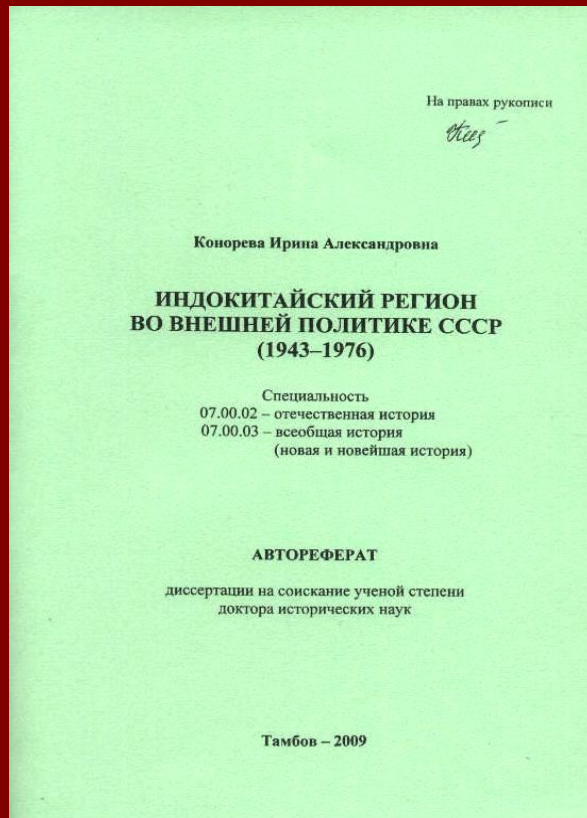 На правах рукописи
Конорева Ирина Александровна
ИНДОКИТАЙСКИЙ РЕГИОН
ВО ВНЕШНЕЙ ПОЛИТИКЕ СССР
(1943–1976)
Специальность
07.00.02 – отечественная история
07.00.03 – всеобщая история
(новая и новейшая история)
АВТОРЕФЕРАТ
диссертации на соискание ученой степени
доктора исторических наук
Тамбов – 2009